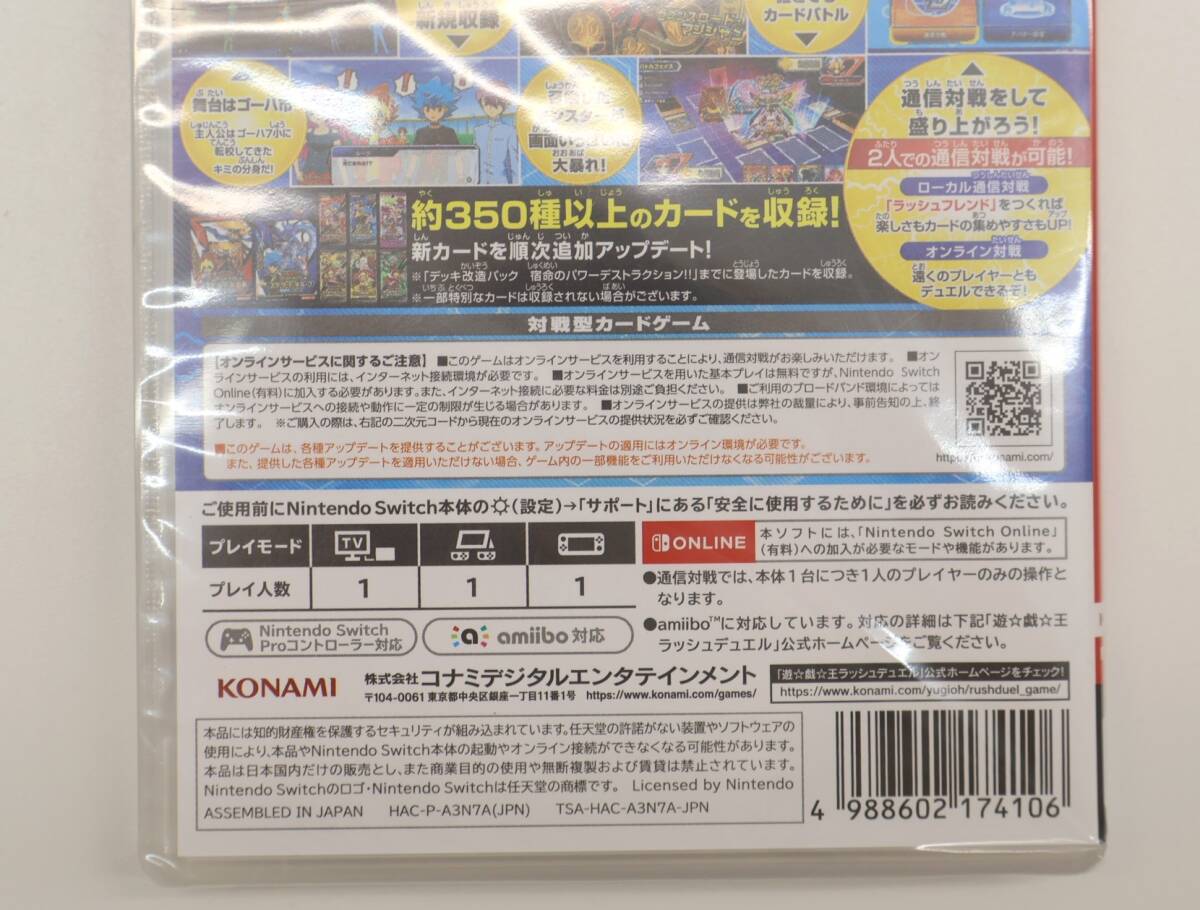 新規収録
カードバトル
舞台はゴーハ市
主人公はゴーハ7小に
転校してきた
キミの分身だ!
大暴れ!
通信対戦をして
盛り上がろう!
2人での通信対戦が可能!
ローカル通信対戦
「ラッシュフレンド」をつくれば
楽しさもカードの集めやすさもUP!
オンライン対戦
遠くのプレイヤーとも
デュエルできるぞ!
約350種以上のカードを収録!
新カードを順次追加アップデート!
※「デッキ改造パック 宿命のパワーデストラクション!!」までに登場したカードを収録。
※一部特別なカードは収録されない場合がございます。
対戦型カードゲーム
【オンラインサービスに関するご注意】 ■このゲームはオンラインサービスを利用することにより、通信対戦がお楽しみいただけます。 ■オン
ラインサービスの利用には、インターネット接続環境が必要です。 ■オンラインサービスを用いた基本プレイは無料ですが、Nintendo Switch
Online(有料)に加入する必要があります。また、インターネット接続に必要な料金は別途ご負担ください。 ■ご利用のブロードバンド環境によっては
オンラインサービスへの接続や動作に一定の制限が生じる場合があります。 ■オンラインサービスの提供は弊社の裁量により、事前告知の上、終
了します。 ※ご購入の際は、右記の二次元コードから現在のオンラインサービスの提供状況を必ずご確認ください。
■このゲームは、各種アップデートを提供することがございます。アップデートの適用にはオンライン環境が必要です。
また、提供した各種アップデートを適用いただけない場合、ゲーム内の一部機能をご利用いただけなくなる可能性がございます。
ご使用前にNintendo Switch本体の(設定)→「サポート」にある「安全に使用するために」を必ずお読みください。
プレイモード TV
プレイ人数 1 1 1
ONLINE
本ソフトには、「Nintendo Switch Online」
(有料)への加入が必要なモードや機能があります。
●通信対戦では、本体1台につき1人のプレイヤーのみの操作と
なります。
●amiibo™に対応しています。対応の詳細は下記「遊☆戯☆王
ラッシュデュエル」公式ホームページをご覧ください。
Nintendo Switch
Proコントローラー対応
amiibo 対応
KONAMI
株式会社コナミデジタルエンタテインメント
〒104-0061 東京都中央区銀座一丁目11番1号 https://www.konami.com/games/
「遊☆戯☆王ラッシュデュエル」公式ホームページをチェック!
https://www.konami.com/yugioh/rushduel_game/
本品には知的財産権を保護するセキュリティが組み込まれています。任天堂の許諾がない装置やソフトウェアの
使用により、本品やNintendo Switch本体の起動やオンライン接続ができなくなる可能性があります。
本品は日本国内だけの販売とし、また商業目的の使用や無断複製および賃貸は禁止されています。
Nintendo Switchのロゴ・Nintendo Switchは任天堂の商標です。 Licensed by Nintendo
ASSEMBLED IN JAPAN HAC-P-A3N7A(JPN) TSA-HAC-A3N7A-JPN
4 988602 174106